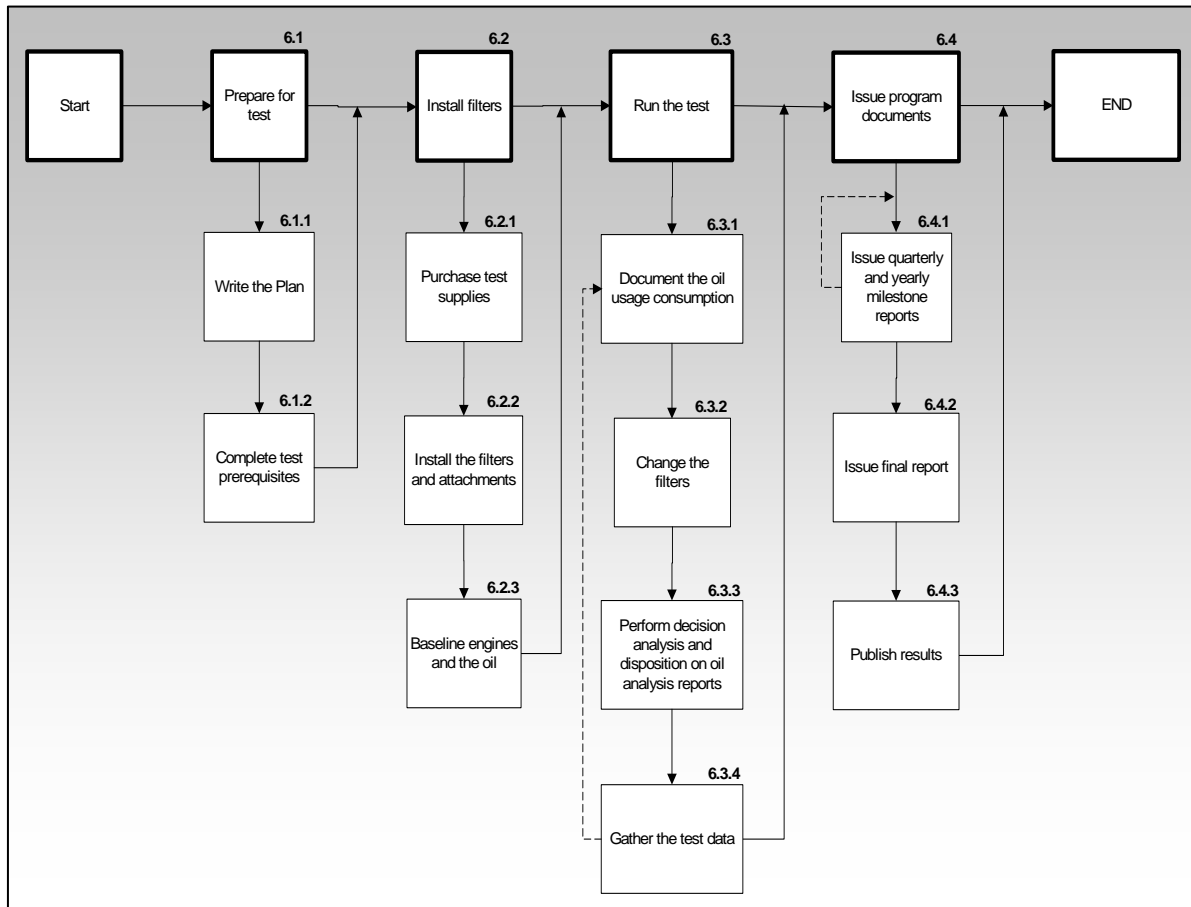 6.1
6.2
6.3
6.4
Start
Prepare for
test
Install filters
Run the test
Issue program
documents
END
6.1.1
Write the Plan
6.1.2
Complete test
prerequisites
6.2.1
Purchase test
supplies
6.2.2
Install the filters
and attachments
6.2.3
Baseline engines
and the oil
6.3.1
Document the oil
usage consumption
6.3.2
Change the
filters
6.3.3
Perform decision
analysis and
disposition on oil
analysis reports
6.3.4
Gather the test data
6.4.1
Issue quarterly
and yearly
milestone
reports
6.4.2
Issue final report
6.4.3
Publish results